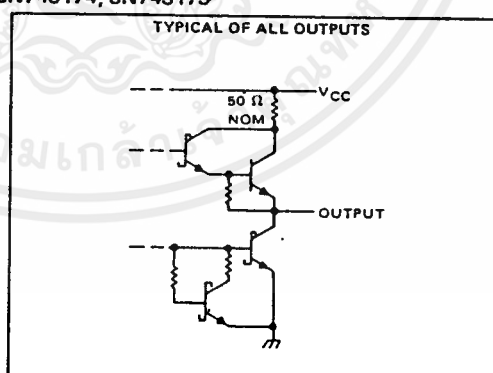 SN74S174, SN74S175
TYPICAL OF ALL OUTPUTS
VCC
50 Ω
NOM
OUTPUT